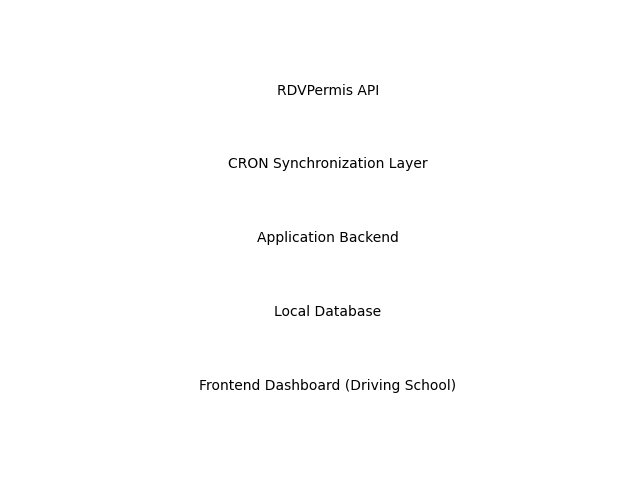 RDVPermis API
CRON Synchronization Layer
Application Backend
Local Database
Frontend Dashboard (Driving School)